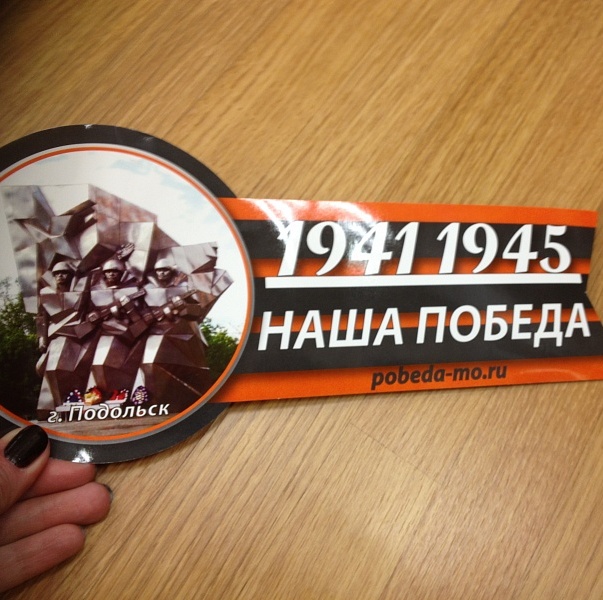 г. Подольск
1941 1945
НАША ПОБЕДА
pobeda-mo.ru